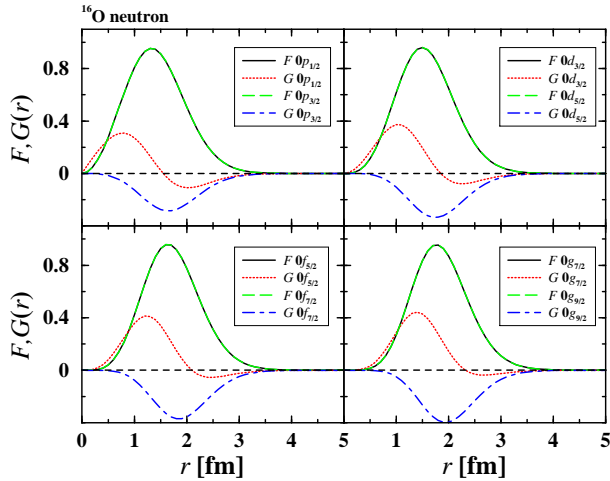 ¹⁶O neutron
F 0p₁/₂
G 0p₁/₂
F 0p₃/₂
G 0p₃/₂
F 0d₃/₂
G 0d₃/₂
F 0d₅/₂
G 0d₅/₂
0.8
0.4
0
F,G(r)
F 0f₅/₂
G 0f₅/₂
F 0f₇/₂
G 0f₇/₂
F 0g₇/₂
G 0g₇/₂
F 0g₉/₂
G 0g₉/₂
0.8
0.4
0
F,G(r)
0 1 2 3 4 5 1 2 3 4 5
r [fm] r [fm]